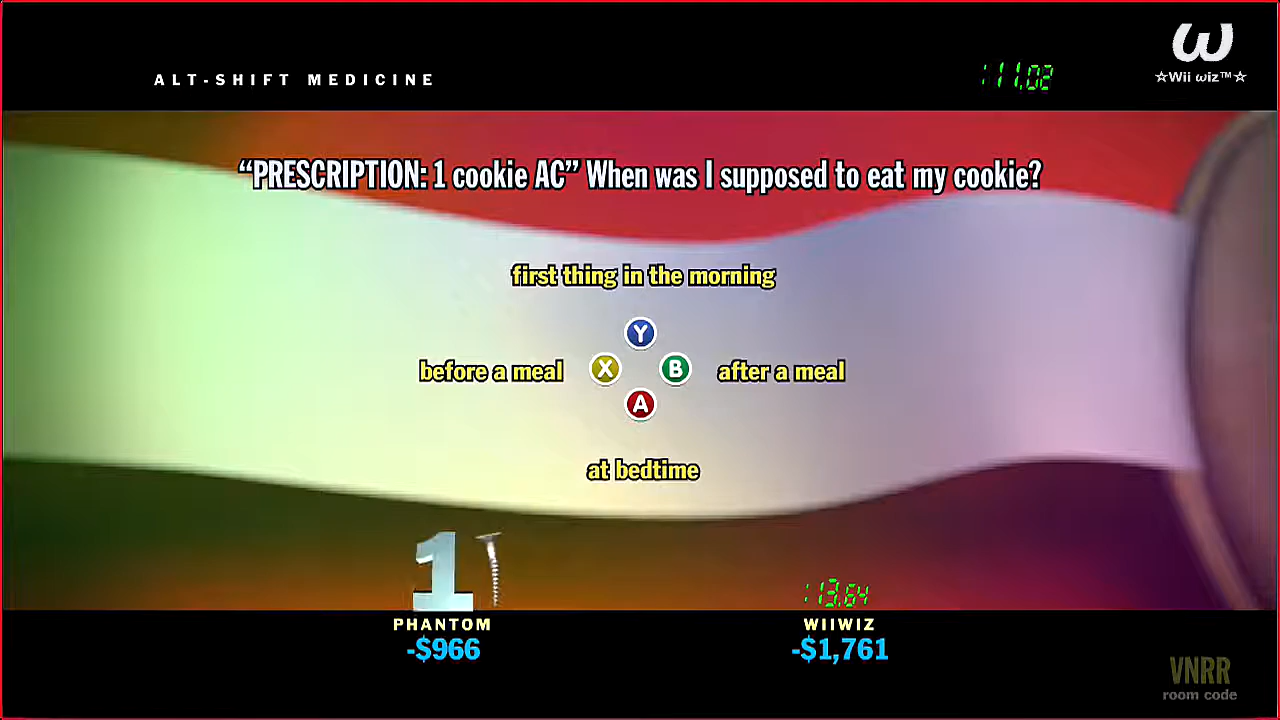 ω
ALT-SHIFT MEDICINE
:11.02
☆Wii ωiz™☆
“PRESCRIPTION: 1 cookie AC” When was I supposed to eat my cookie?
first thing in the morning
Y
before a meal X B after a meal
A
at bedtime
1
:13.64
PHANTOM WIIWIZ
-$966 -$1,761
VNRR
room code